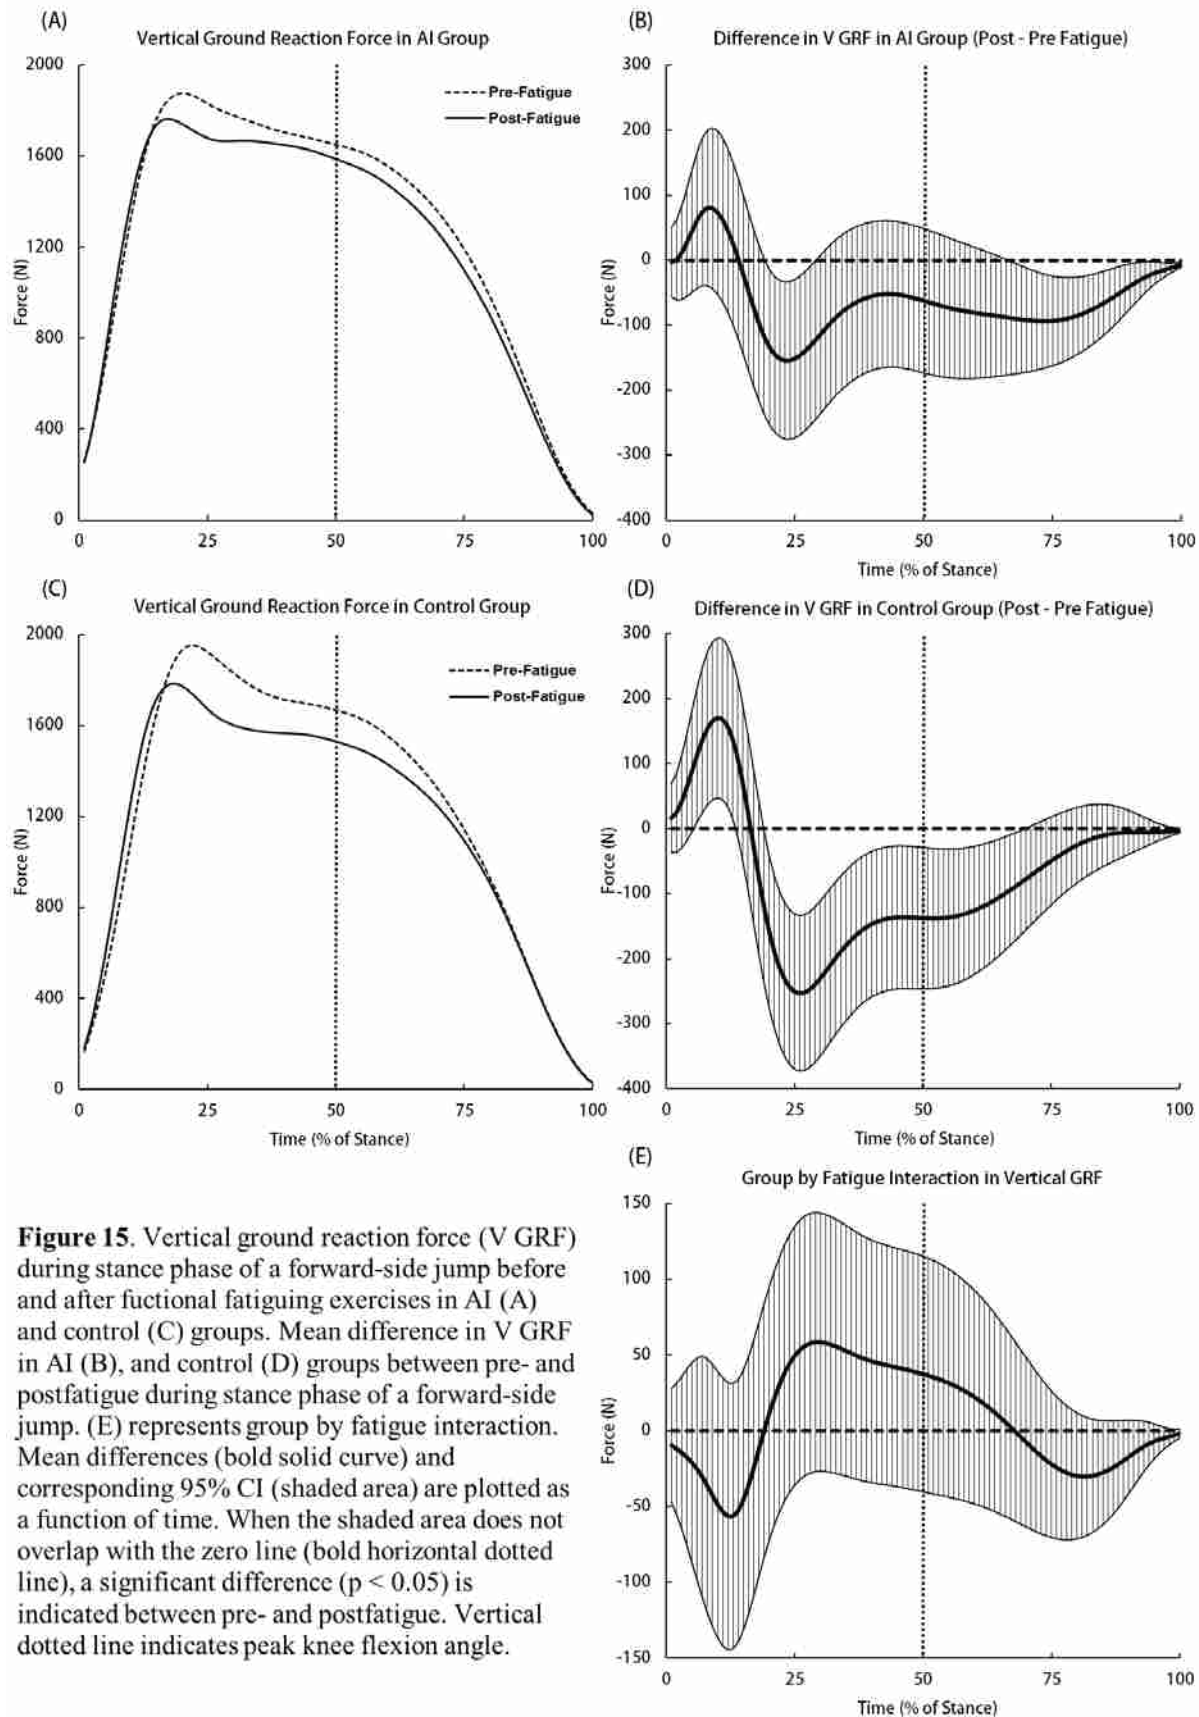 (A)
Vertical Ground Reaction Force in AI Group
2000
1600
1200
800
400
0
Force (N)
Pre-Fatigue
Post-Fatigue
0 25 50 75 100
(B)
Difference in V GRF in AI Group (Post - Pre Fatigue)
300
200
100
0
-100
-200
-300
-400
Force (N)
0 25 50 75 100
Time (% of Stance)
(C)
Vertical Ground Reaction Force in Control Group
2000
1600
1200
800
400
0
Force (N)
Pre-Fatigue
Post-Fatigue
0 25 50 75 100
Time (% of Stance)
(D)
Difference in V GRF in Control Group (Post - Pre Fatigue)
300
200
100
0
-100
-200
-300
-400
Force (N)
0 25 50 75 100
Time (% of Stance)
(E)
Group by Fatigue Interaction in Vertical GRF
150
100
50
0
-50
-100
-150
Force (N)
0 25 50 75 100
Time (% of Stance)
Figure 15. Vertical ground reaction force (V GRF)
during stance phase of a forward-side jump before
and after fuctional fatiguing exercises in AI (A)
and control (C) groups. Mean difference in V GRF
in AI (B), and control (D) groups between pre- and
postfatigue during stance phase of a forward-side
jump. (E) represents group by fatigue interaction.
Mean differences (bold solid curve) and
corresponding 95% CI (shaded area) are plotted as
a function of time. When the shaded area does not
overlap with the zero line (bold horizontal dotted
line), a significant difference (p < 0.05) is
indicated between pre- and postfatigue. Vertical
dotted line indicates peak knee flexion angle.